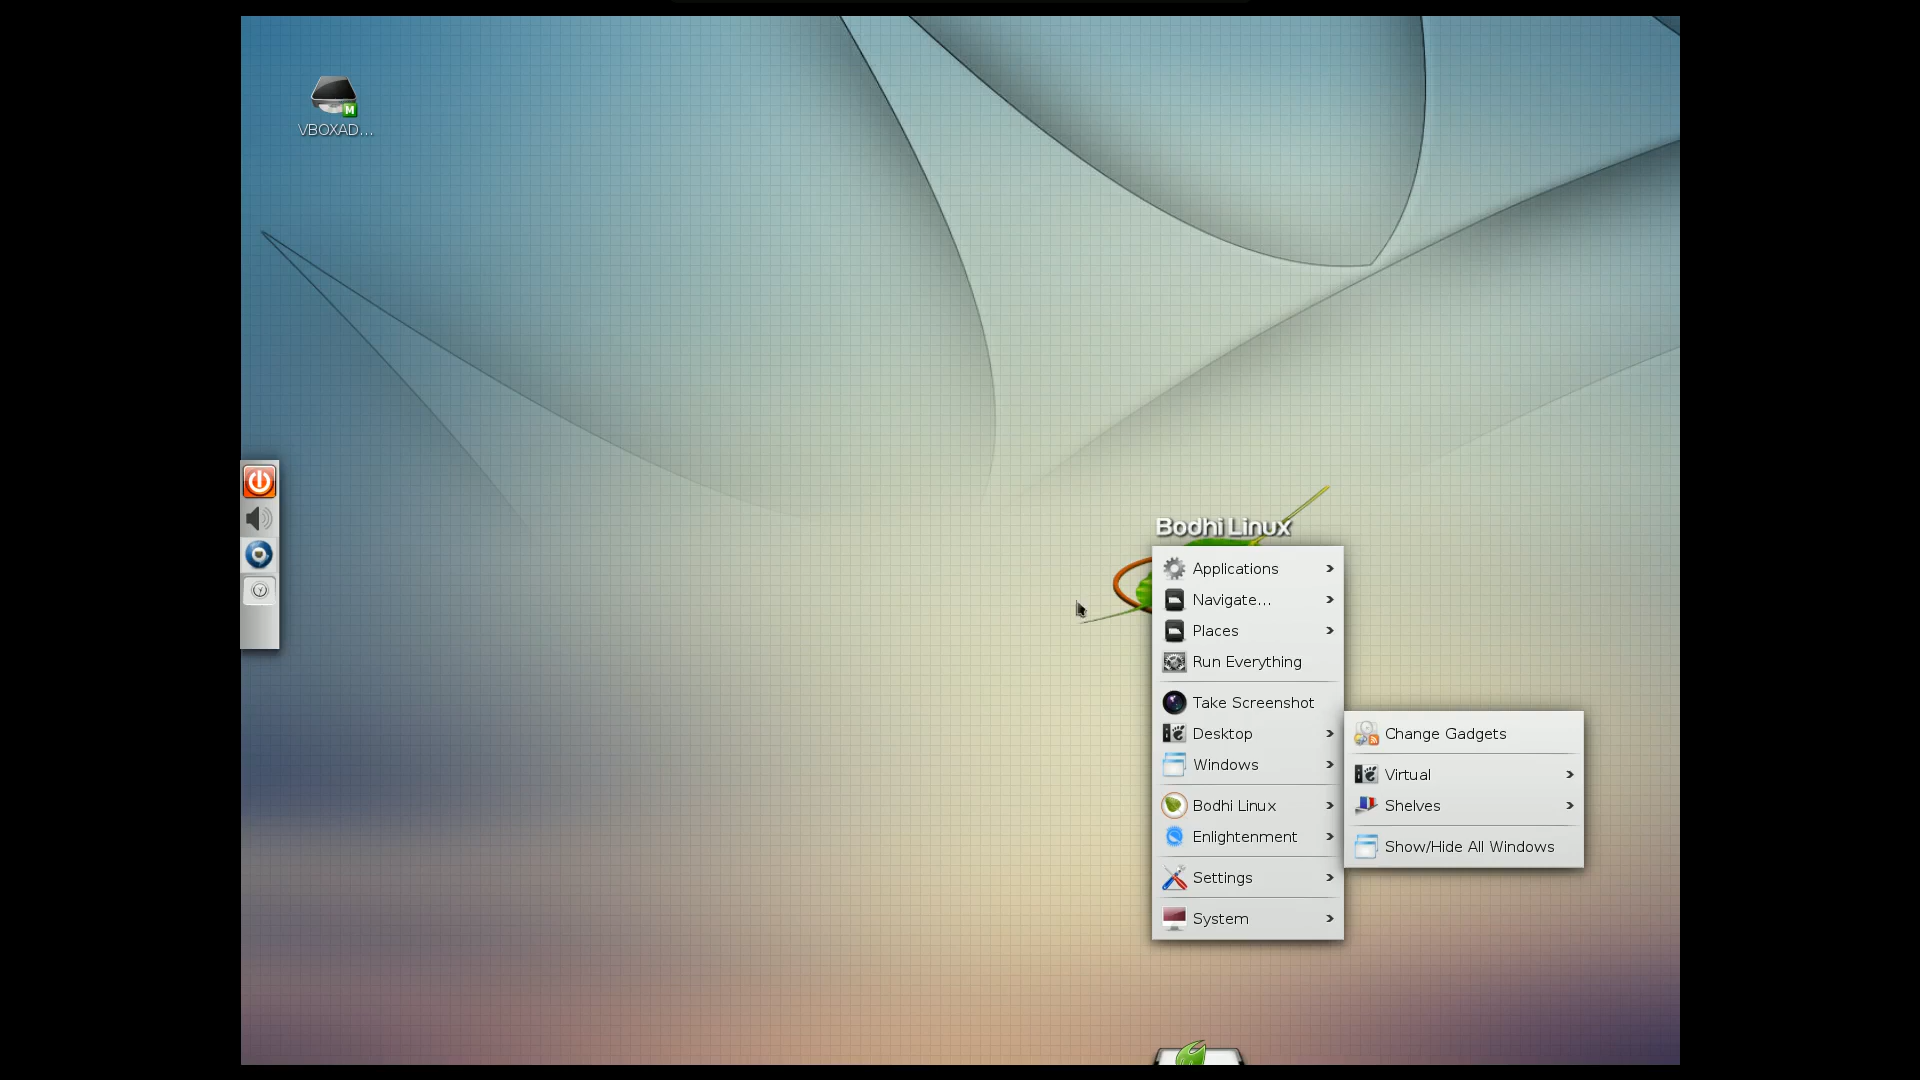 VBOXAD...
Bodhi Linux
Applications
Navigate...
Places
Run Everything
Take Screenshot
Desktop
Windows
Bodhi Linux
Enlightenment
Settings
System
Change Gadgets
Virtual
Shelves
Show/Hide All Windows